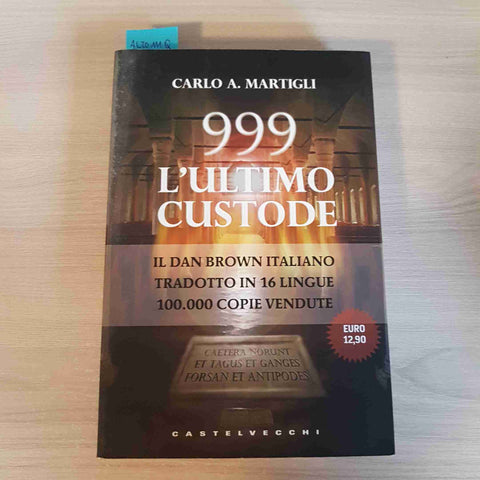 CARLO A. MARTIGLI
999
L'ULTIMO
CUSTODE
IL DAN BROWN ITALIANO
TRADOTTO IN 16 LINGUE
100.000 COPIE VENDUTE
EURO
12,90
CAETERA NORUNT
ET TAGUS ET GANGES
FORSAN ET ANTIPODES
CASTELVECCHI